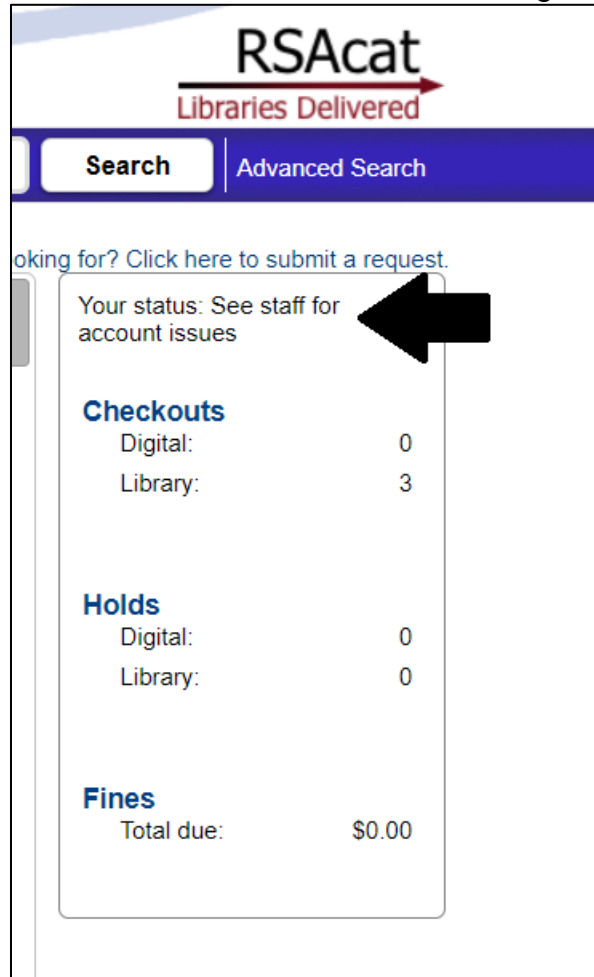 RSAcat
Libraries Delivered
Search Advanced Search
oking for? Click here to submit a request.
Your status: See staff for
account issues
Checkouts
Digital: 0
Library: 3
Holds
Digital: 0
Library: 0
Fines
Total due: $0.00